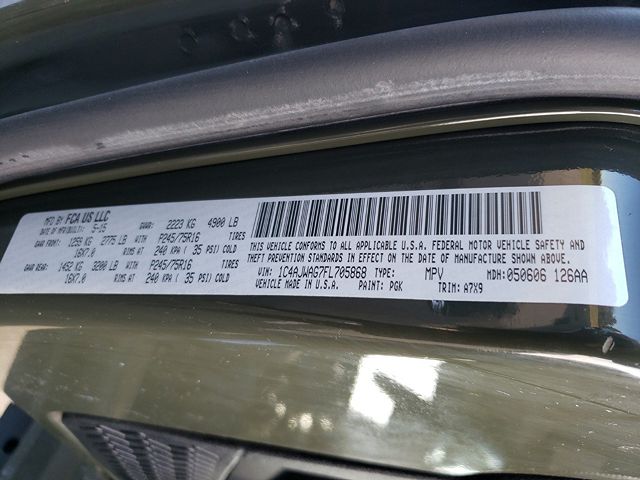 MFD BY FCA US LLC
DATE OF MFR/BUILT: 5-15
GVWR: 2223 KG 4900 LB
GAWR FRONT: 1259 KG 2775 LB WITH P245/75R16 TIRES
16X7.0 RIMS AT 240 KPA ( 35 PSI) COLD
GAWR REAR: 1452 KG 3200 LB WITH P245/75R16 TIRES
16X7.0 RIMS AT 240 KPA ( 35 PSI) COLD
THIS VEHICLE CONFORMS TO ALL APPLICABLE U.S.A. FEDERAL MOTOR VEHICLE SAFETY AND
THEFT PREVENTION STANDARDS IN EFFECT ON THE DATE OF MANUFACTURE SHOWN ABOVE.
VIN: 1C4AJWAG7FL705868 TYPE: MPV MDH: 050606 126AA
VEHICLE MADE IN U.S.A. PAINT: PGK TRIM: A7X9